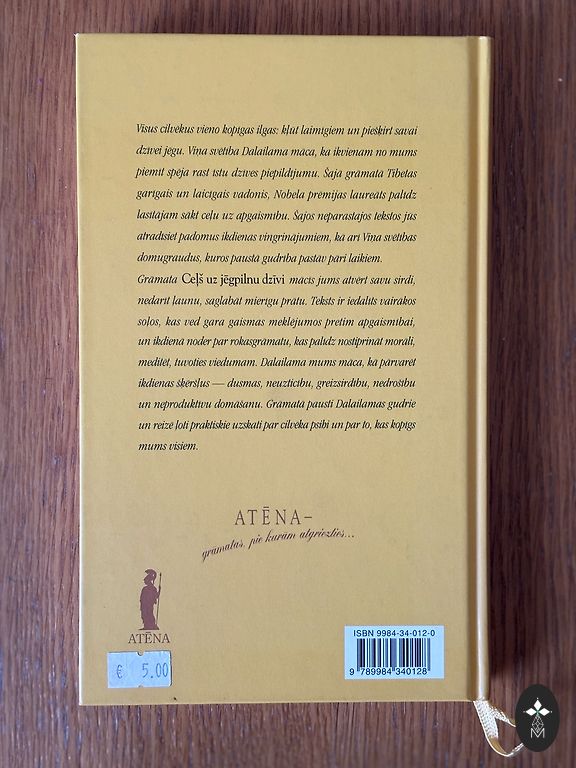 Visus cilvēkus vieno kopīgas ilgas: kļūt laimīgiem un piešķirt savai
dzīvei jēgu. Viņa svētība Dalailama māca, ka ikvienam no mums
piemīt spēja rast īstu dzīves piepildījumu. Šajā grāmatā Tibetas
garīgais un laicīgais vadonis, Nobela prēmijas laureāts palīdz
lasītājam sākt ceļu uz apgaismību. Šajos neparastajos tekstos jūs
atradīsiet padomus ikdienas vingrinājumiem, kā arī Viņa svētības
domugraudus, kuros paustā gudrība pastāv pāri laikiem.
Grāmata Ceļš uz jēgpilnu dzīvi mācīs jums atvērt savu sirdi,
nedarīt ļaunu, saglabāt mierīgu prātu. Teksts ir iedalīts vairākos
soļos, kas ved gara gaismas meklējumos pretim apgaismībai,
un ikdienā noder par rokasgrāmatu, kas palīdz nostiprināt morāli,
meditēt, tuvoties viedumam. Dalailama mums māca, kā pārvarēt
ikdienas šķēršļus — dusmas, neuzticību, greizsirdību, nedrošību
un neproduktīvu domāšanu. Grāmatā pausti Dalailamas gudrie
un reizē ļoti praktiskie uzskati par cilvēka psihi un par to, kas kopīgs
mums visiem.
ATĒNA–
grāmatas, pie kurām atgriezties...
ATĒNA
€ 5.00
ISBN 9984-34-012-0
9 789984 340128
M